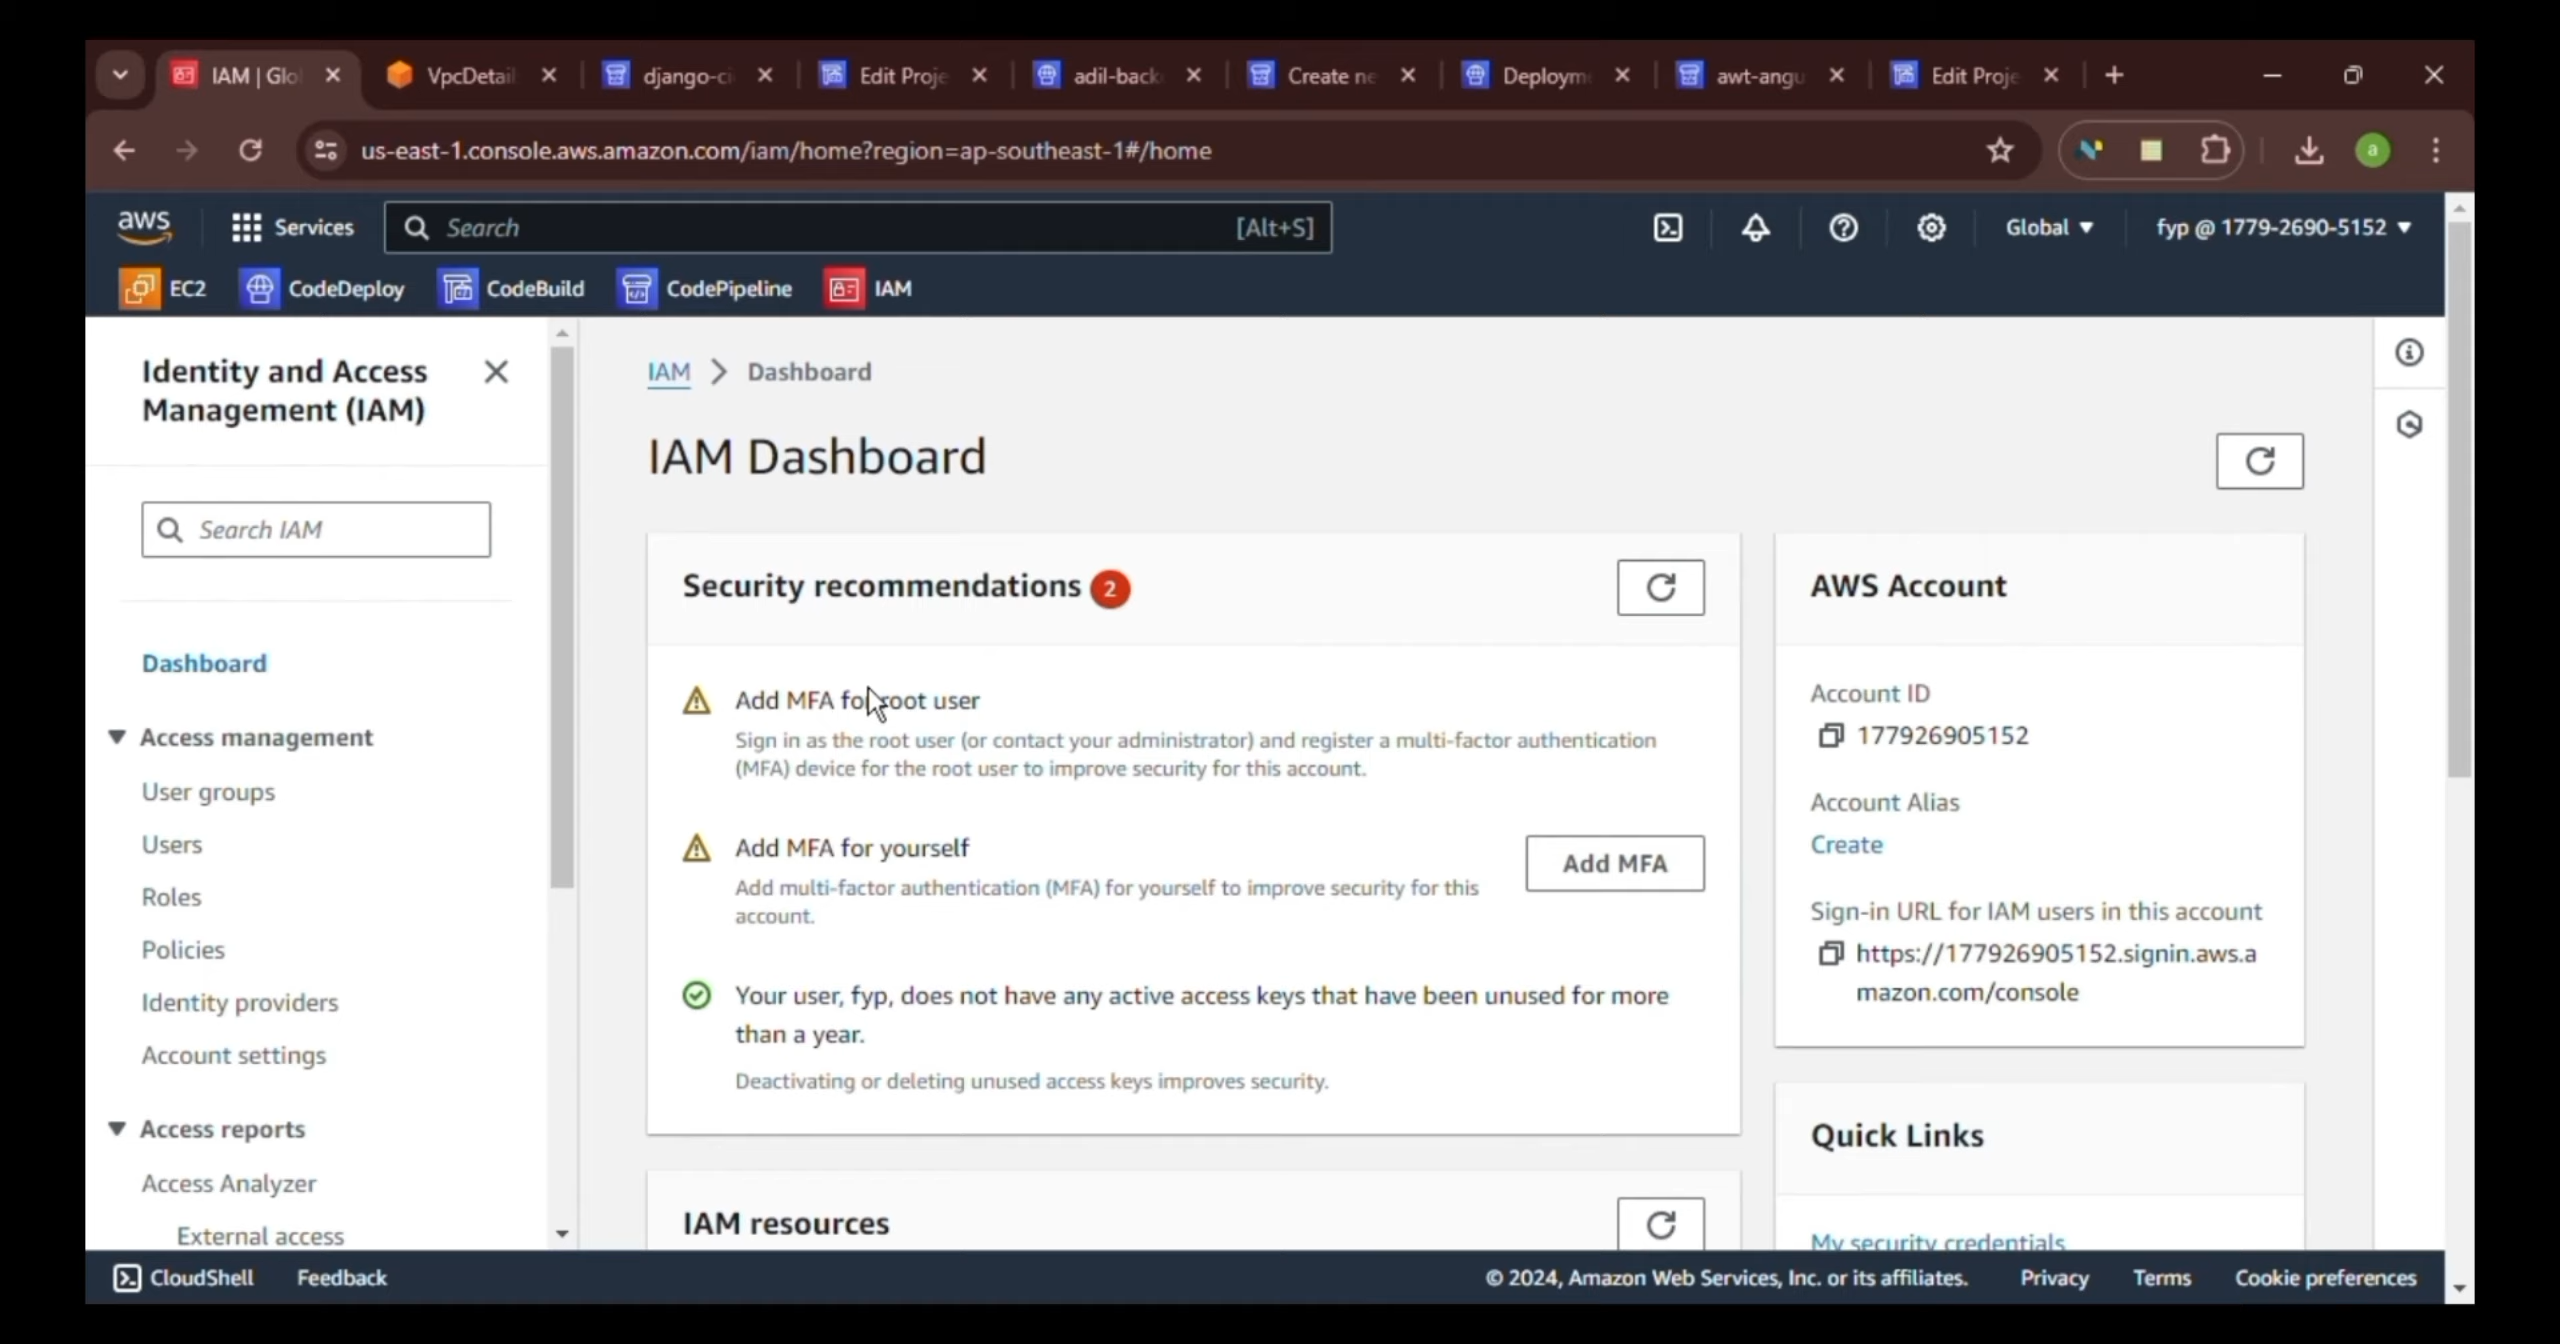 IAM | Glo
VpcDetail
django-ci
Edit Proje
adil-back
Create ne
Deploym
awt-angu
Edit Proje
us-east-1.console.aws.amazon.com/iam/home?region=ap-southeast-1#/home
a
aws
Services
Search
[Alt+S]
Global
fyp @ 1779-2690-5152
EC2
CodeDeploy
CodeBuild
CodePipeline
IAM
Identity and Access
Management (IAM)
Search IAM
Dashboard
Access management
User groups
Users
Roles
Policies
Identity providers
Account settings
Access reports
Access Analyzer
External access
IAM > Dashboard
IAM Dashboard
Security recommendations 2
Add MFA for root user
Sign in as the root user (or contact your administrator) and register a multi-factor authentication
(MFA) device for the root user to improve security for this account.
Add MFA for yourself
Add multi-factor authentication (MFA) for yourself to improve security for this
account.
Add MFA
Your user, fyp, does not have any active access keys that have been unused for more
than a year.
Deactivating or deleting unused access keys improves security.
IAM resources
AWS Account
Account ID
177926905152
Account Alias
Create
Sign-in URL for IAM users in this account
https://177926905152.signin.aws.a
mazon.com/console
Quick Links
My security credentials
CloudShell
Feedback
© 2024, Amazon Web Services, Inc. or its affiliates.
Privacy
Terms
Cookie preferences